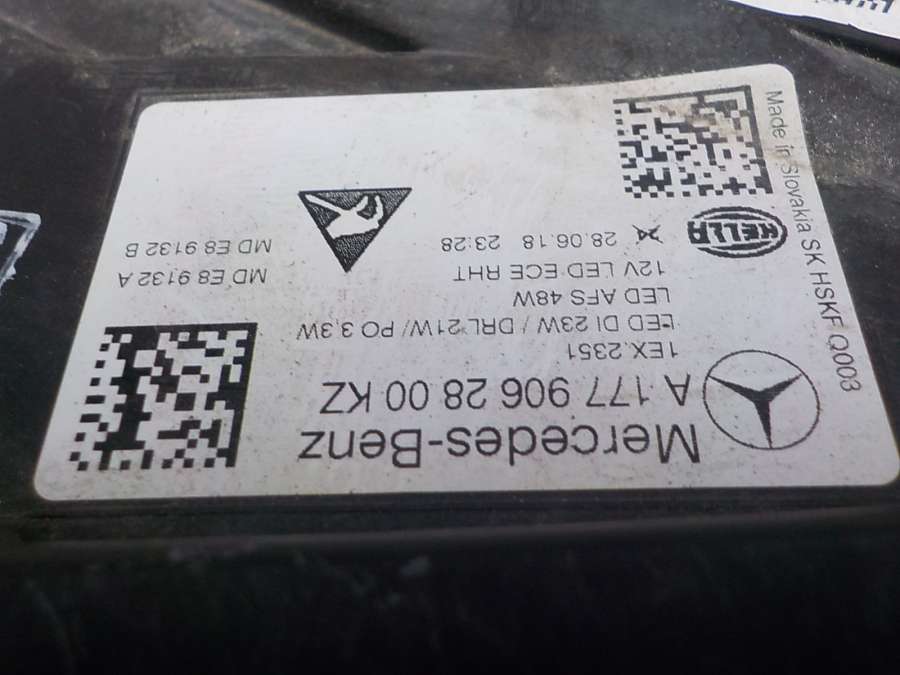 Mercedes-Benz
A 177 906 28 00 KZ
1EX.2351
LED DI 23W / DRL 21W/ PO 3,3W
LED AFS 48W
12V LED ECE RHT
28.06.18 23:28
HELLA
MD E8 9132 A
MD E8 9132 B
Made in Slovakia SK HSKF Q003